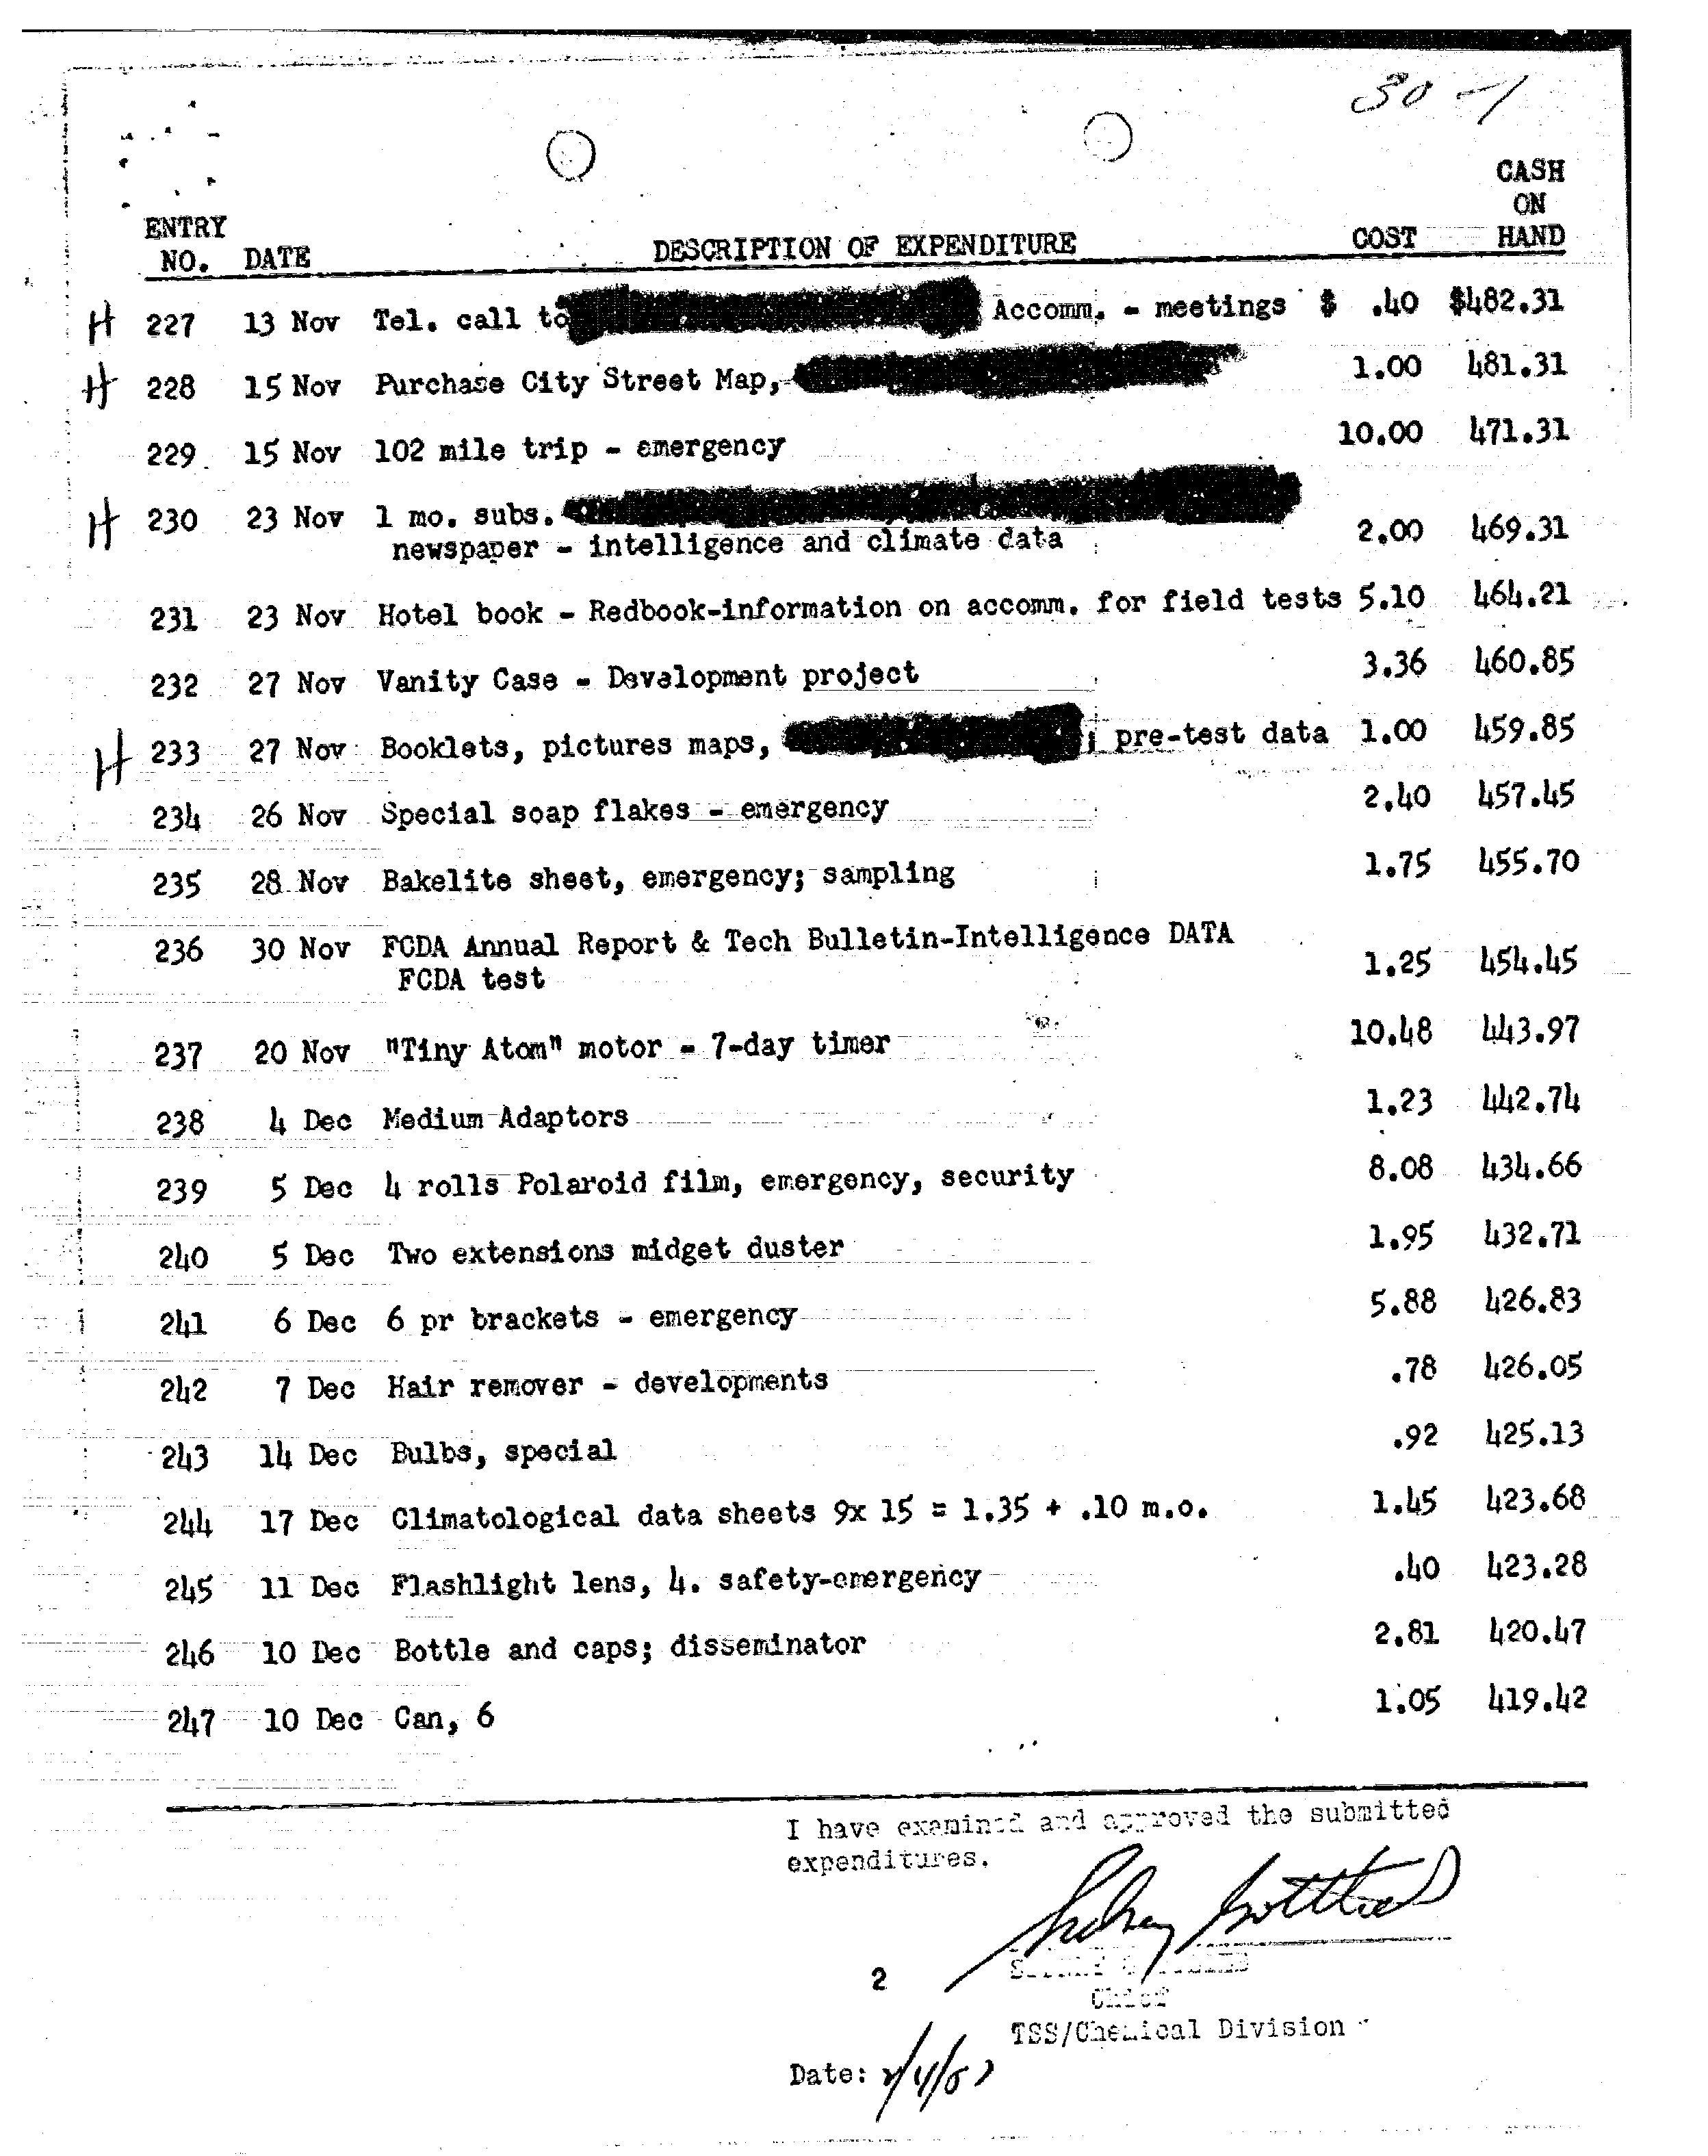 30-1
CASH
ON
HAND
ENTRY
NO. DATE DESCRIPTION OF EXPENDITURE COST
H 227 13 Nov Tel. call to Accomm. - meetings $ .40 $482.31
H 228 15 Nov Purchase City Street Map, 1.00 481.31
229 15 Nov 102 mile trip - emergency 10.00 471.31
H 230 23 Nov 1 mo. subs.
newspaper - intelligence and climate data 2.00 469.31
231 23 Nov Hotel book - Redbook-information on accomm. for field tests 5.10 464.21
232 27 Nov Vanity Case - Development project 3.36 460.85
H 233 27 Nov Booklets, pictures maps, ; pre-test data 1.00 459.85
234 26 Nov Special soap flakes - emergency 2.40 457.45
235 28 Nov Bakelite sheet, emergency; sampling 1.75 455.70
236 30 Nov FCDA Annual Report & Tech Bulletin-Intelligence DATA
FCDA test 1.25 454.45
237 20 Nov "Tiny Atom" motor - 7-day timer 10.48 443.97
238 4 Dec Medium Adaptors 1.23 442.74
239 5 Dec 4 rolls Polaroid film, emergency, security 8.08 434.66
240 5 Dec Two extensions midget duster 1.95 432.71
241 6 Dec 6 pr brackets - emergency 5.88 426.83
242 7 Dec Hair remover - developments .78 426.05
243 14 Dec Bulbs, special .92 425.13
244 17 Dec Climatological data sheets 9x 15 = 1.35 + .10 m.o. 1.45 423.68
245 11 Dec Flashlight lens, 4. safety-emergency .40 423.28
246 10 Dec Bottle and caps; disseminator 2.81 420.47
247 10 Dec Can, 6 1.05 419.42
I have examined and approved the submitted
expenditures.
Sidney Gottlieb
2
Chief
TSS/Chemical Division
Date: